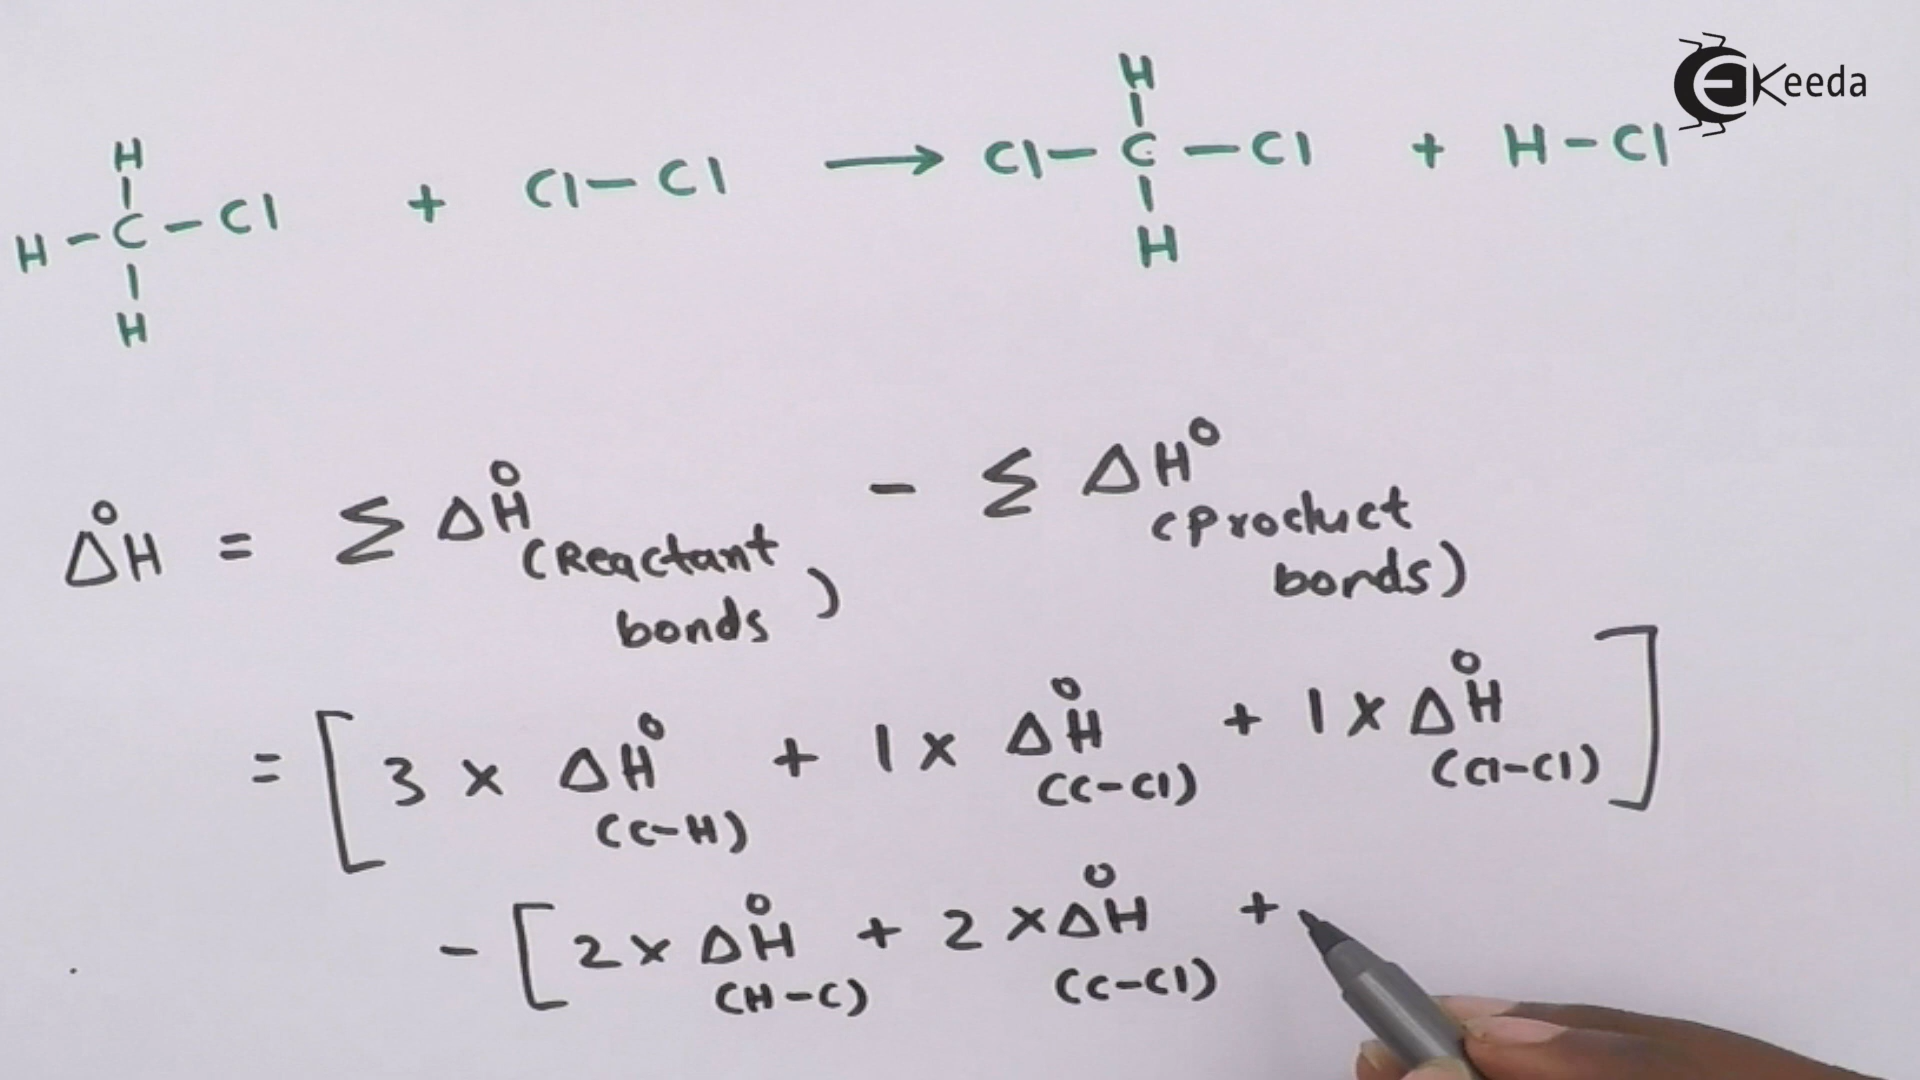 Keeda
H
H
Cl – C – Cl + H – Cl
H – C – Cl + Cl – Cl ⟶
H
H
ΔH° = Σ ΔH° (Reactant bonds) – Σ ΔH° (Product bonds)
= [ 3 × ΔH° (C–H) + 1 × ΔH° (C–Cl) + 1 × ΔH° (Cl–Cl) ]
– [ 2 × ΔH° (H–C) + 2 × ΔH° (C–Cl) +